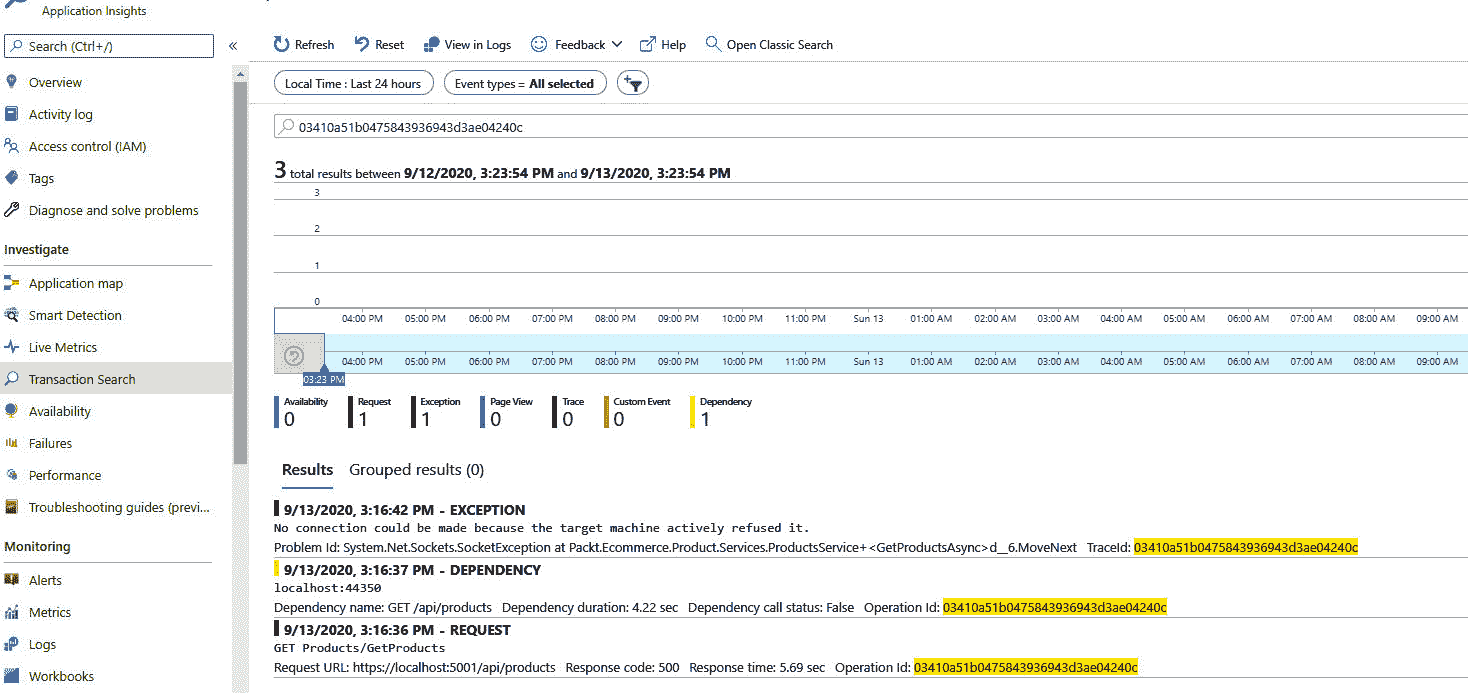 Application Insights
Search (Ctrl+/)
«
Overview
Activity log
Access control (IAM)
Tags
Diagnose and solve problems
Investigate
Application map
Smart Detection
Live Metrics
Transaction Search
Availability
Failures
Performance
Troubleshooting guides (previ...
Monitoring
Alerts
Metrics
Logs
Workbooks
Refresh Reset View in Logs Feedback Help Open Classic Search
Local Time : Last 24 hours Event types = All selected
03410a51b0475843936943d3ae04240c
3 total results between 9/12/2020, 3:23:54 PM and 9/13/2020, 3:23:54 PM
3
2
1
0
04:00 PM 05:00 PM 06:00 PM 07:00 PM 08:00 PM 09:00 PM 10:00 PM 11:00 PM Sun 13 01:00 AM 02:00 AM 03:00 AM 04:00 AM 05:00 AM 06:00 AM 07:00 AM 08:00 AM 09:00 AM
04:00 PM 05:00 PM 06:00 PM 07:00 PM 08:00 PM 09:00 PM 10:00 PM 11:00 PM Sun 13 01:00 AM 02:00 AM 03:00 AM 04:00 AM 05:00 AM 06:00 AM 07:00 AM 08:00 AM 09:00 AM
03:23 PM
Availability Request Exception Page View Trace Custom Event Dependency
0 1 1 0 0 0 1
Results Grouped results (0)
9/13/2020, 3:16:42 PM - EXCEPTION
No connection could be made because the target machine actively refused it.
Problem Id: System.Net.Sockets.SocketException at Packt.Ecommerce.Product.Services.ProductsService+<GetProductsAsync>d__6.MoveNext TraceId: 03410a51b0475843936943d3ae04240c
9/13/2020, 3:16:37 PM - DEPENDENCY
localhost:44350
Dependency name: GET /api/products Dependency duration: 4.22 sec Dependency call status: False Operation Id: 03410a51b0475843936943d3ae04240c
9/13/2020, 3:16:36 PM - REQUEST
GET Products/GetProducts
Request URL: https://localhost:5001/api/products Response code: 500 Response time: 5.69 sec Operation Id: 03410a51b0475843936943d3ae04240c